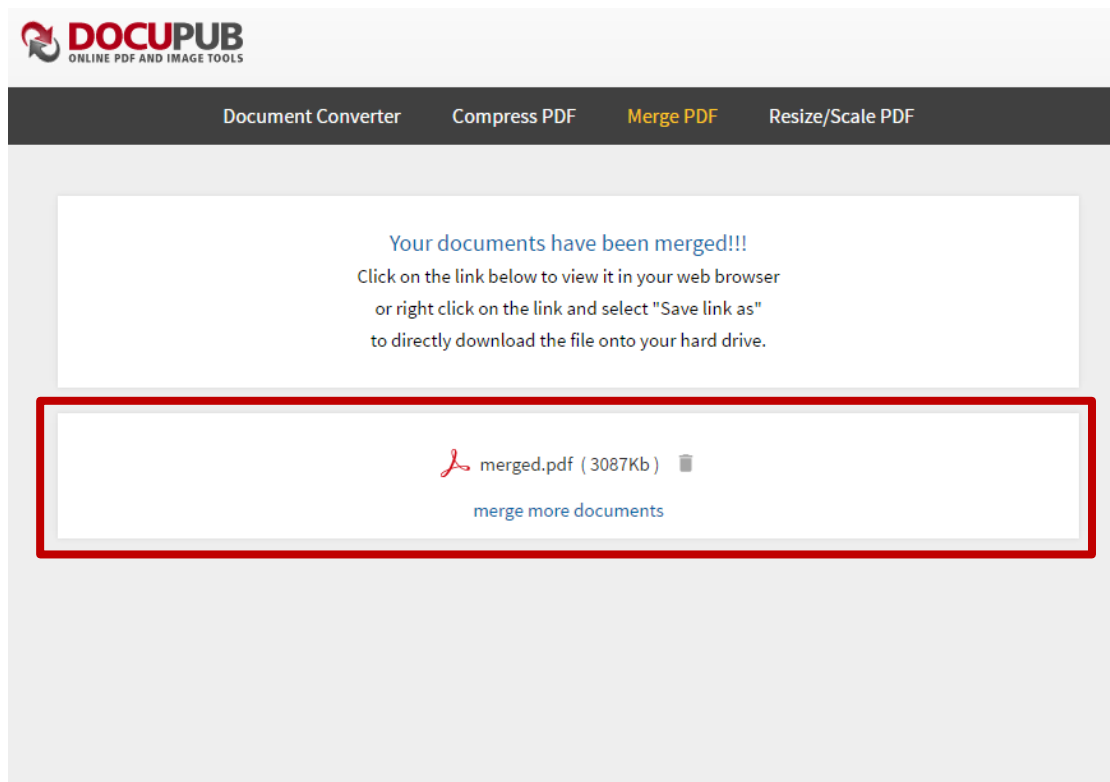 DOCUPUB
ONLINE PDF AND IMAGE TOOLS
Document Converter Compress PDF Merge PDF Resize/Scale PDF
Your documents have been merged!!!
Click on the link below to view it in your web browser
or right click on the link and select "Save link as"
to directly download the file onto your hard drive.
merged.pdf ( 3087Kb )
merge more documents